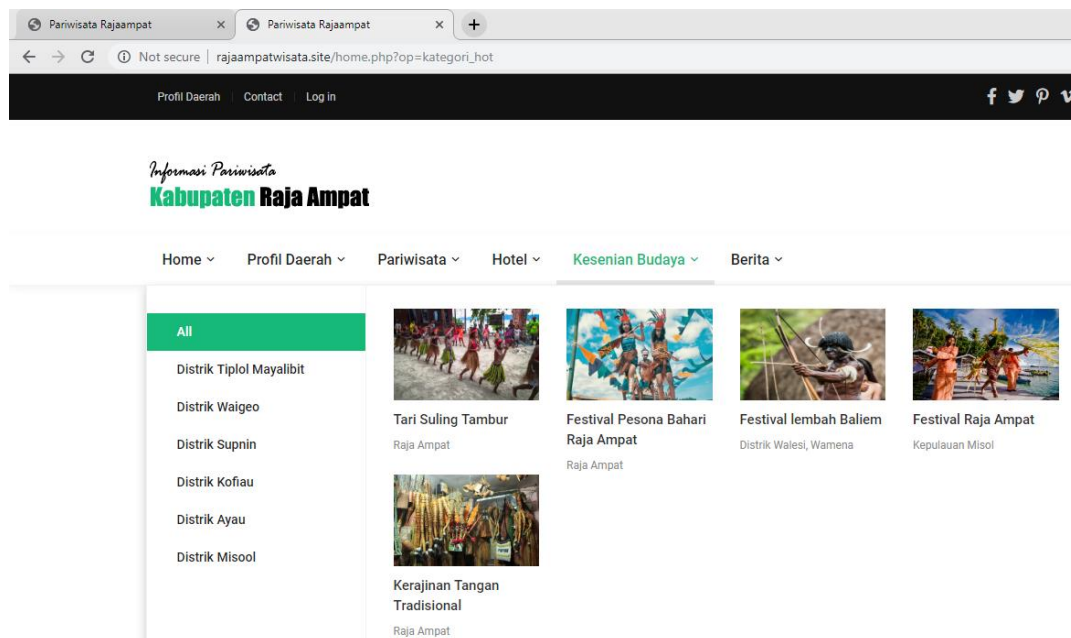 Pariwisata Rajaampat
Pariwisata Rajaampat
Not secure | rajaampatwisata.site/home.php?op=kategori_hot
Profil Daerah
Contact
Log in
Informasi Pariwisata
Kabupaten Raja Ampat
Home
Profil Daerah
Pariwisata
Hotel
Kesenian Budaya
Berita
All
Distrik Tiplol Mayalibit
Distrik Waigeo
Distrik Supnin
Distrik Kofiau
Distrik Ayau
Distrik Misool
Tari Suling Tambur
Raja Ampat
Festival Pesona Bahari
Raja Ampat
Raja Ampat
Festival lembah Baliem
Distrik Walesi, Wamena
Festival Raja Ampat
Kepulauan Misol
Kerajinan Tangan
Tradisional
Raja Ampat